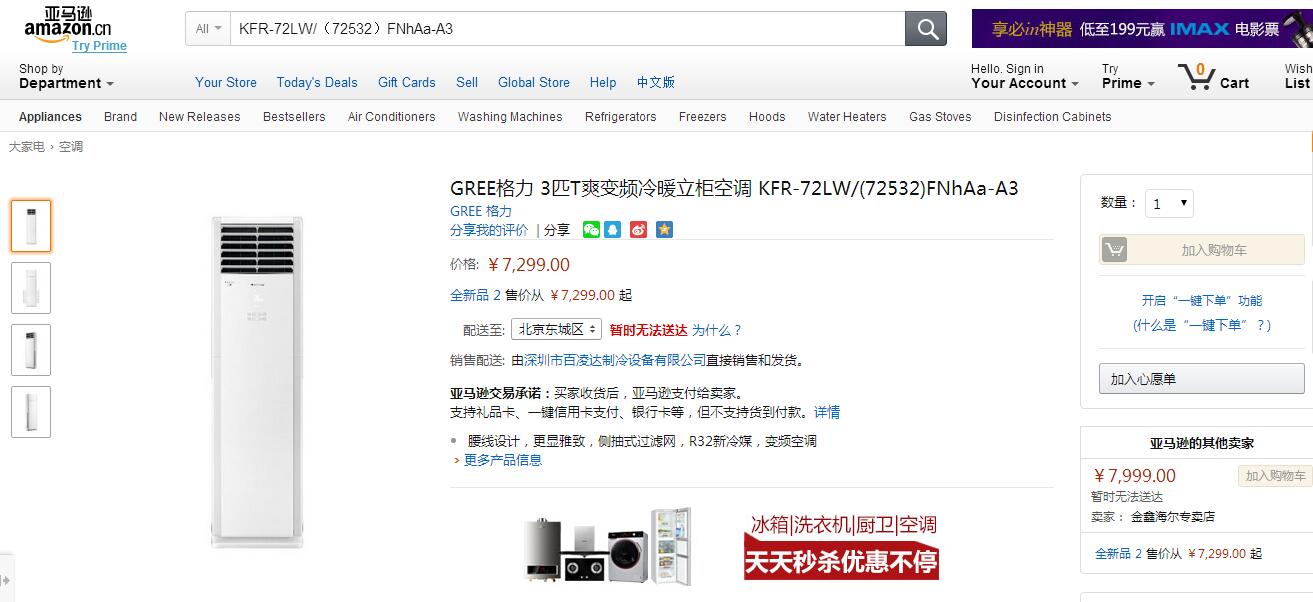 亚马逊
amazon.cn
Try Prime
All
KFR-72LW/（72532）FNhAa-A3
享必in神器 低至199元赢 IMAX 电影票
Shop by
Department
Your Store
Today's Deals
Gift Cards
Sell
Global Store
Help
中文版
Hello. Sign in
Your Account
Try
Prime
0
Cart
Wish
List
Appliances
Brand
New Releases
Bestsellers
Air Conditioners
Washing Machines
Refrigerators
Freezers
Hoods
Water Heaters
Gas Stoves
Disinfection Cabinets
大家电 › 空调
GREE格力 3匹T爽变频冷暖立柜空调 KFR-72LW/(72532)FNhAa-A3
GREE 格力
分享我的评价 | 分享
价格: ￥7,299.00
全新品 2 售价从 ￥7,299.00 起
配送至: 北京东城区 暂时无法送达 为什么？
销售配送: 由深圳市百凌达制冷设备有限公司直接销售和发货。
亚马逊交易承诺：买家收货后，亚马逊支付给卖家。
支持礼品卡、一键信用卡支付、银行卡等，但不支持货到付款。详情
腰线设计，更显雅致，侧抽式过滤网，R32新冷媒，变频空调
› 更多产品信息
冰箱|洗衣机|厨卫|空调
天天秒杀优惠不停
数量： 1
加入购物车
开启“一键下单”功能
(什么是“一键下单”？)
加入心愿单
亚马逊的其他卖家
￥7,999.00
加入购物车
暂时无法送达
卖家： 金鑫海尔专卖店
全新品 2 售价从 ￥7,299.00 起